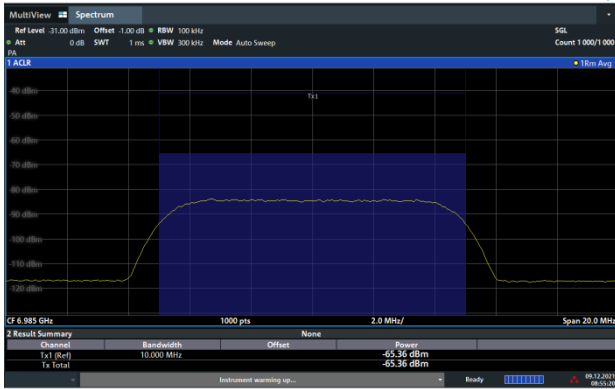 MultiView Spectrum
Ref Level -31.00 dBm Offset -1.00 dB RBW 100 kHz SGL
Att 0 dB SWT 1 ms VBW 300 kHz Mode Auto Sweep Count 1 000/1 000
PA
1 ACLR 1Rm Avg
-40 dBm
Tx1
-50 dBm
-60 dBm
-70 dBm
-80 dBm
-90 dBm
-100 dBm
-110 dBm
-120 dBm
CF 6.985 GHz 1000 pts 2.0 MHz/ Span 20.0 MHz
2 Result Summary None
Channel Bandwidth Offset Power
Tx1 (Ref) 10.000 MHz -65.36 dBm
Tx Total -65.36 dBm
Instrument warming up... Ready 09.12.2021
08:55:20